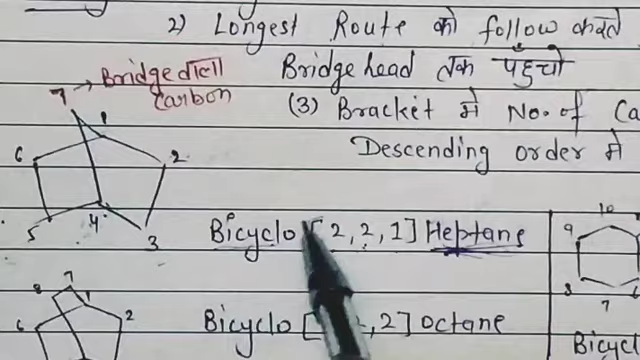 2) Longest Route को follow करते
Bridge head तक पहुँचो
7 → Bridge वाला
Carbon
(3) Bracket मे No. of Ca
Descending order मे
1
6
2
5
4
3
Bicyclo [2, 2, 1] Heptane
10
9
8
7
7
8
1
6
2
Bicyclo [ ,2] Octane
Bicyc